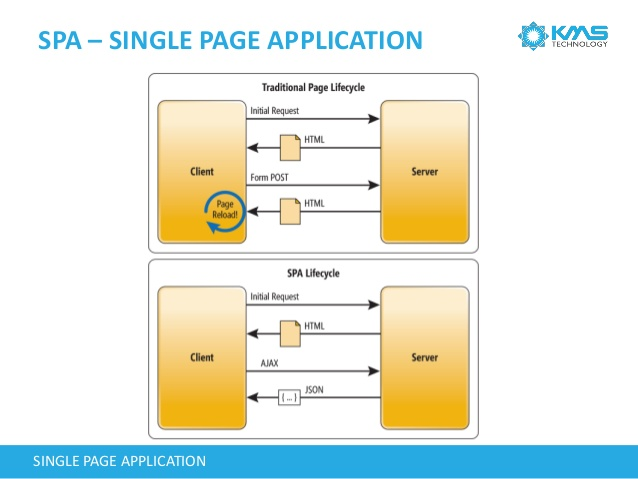 SPA – SINGLE PAGE APPLICATION
KMS
TECHNOLOGY
Traditional Page Lifecycle
Initial Request
HTML
Client
Server
Form POST
Page
Reload!
HTML
SPA Lifecycle
Initial Request
HTML
Client
Server
AJAX
JSON
{ ... }
SINGLE PAGE APPLICATION